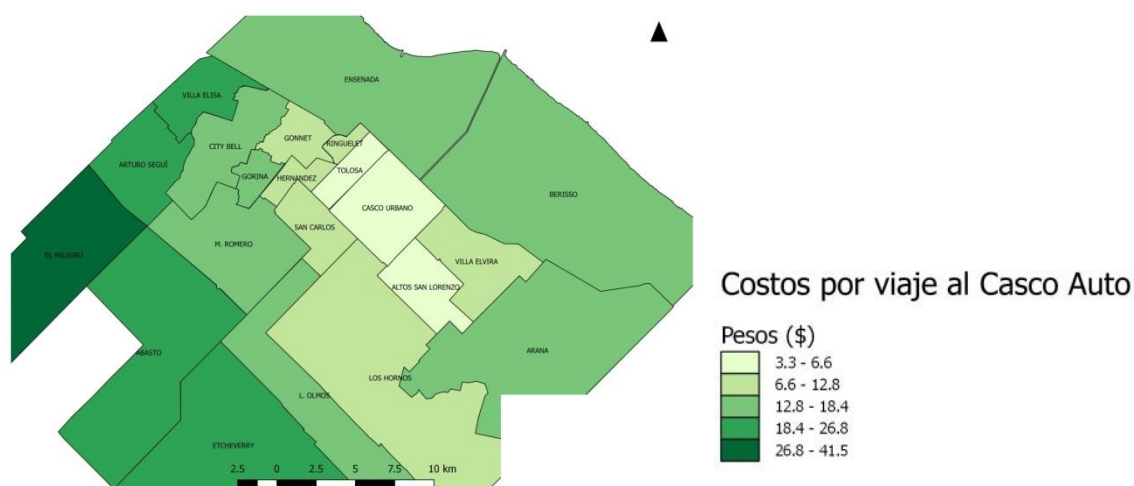 ENSENADA
VILLA ELISA
GONNET
RINGUELET
CITY BELL
ARTURO SEGUÍ
TOLOSA
GORINA
HERNANDEZ
BERISSO
CASCO URBANO
SAN CARLOS
M. ROMERO
EL PELIGRO
VILLA ELVIRA
ALTOS SAN LORENZO
ABASTO
ARANA
LOS HORNOS
L. OLMOS
ETCHEVERRY
2.5 0 2.5 5 7.5 10 km
Costos por viaje al Casco Auto
Pesos ($)
3.3 - 6.6
6.6 - 12.8
12.8 - 18.4
18.4 - 26.8
26.8 - 41.5